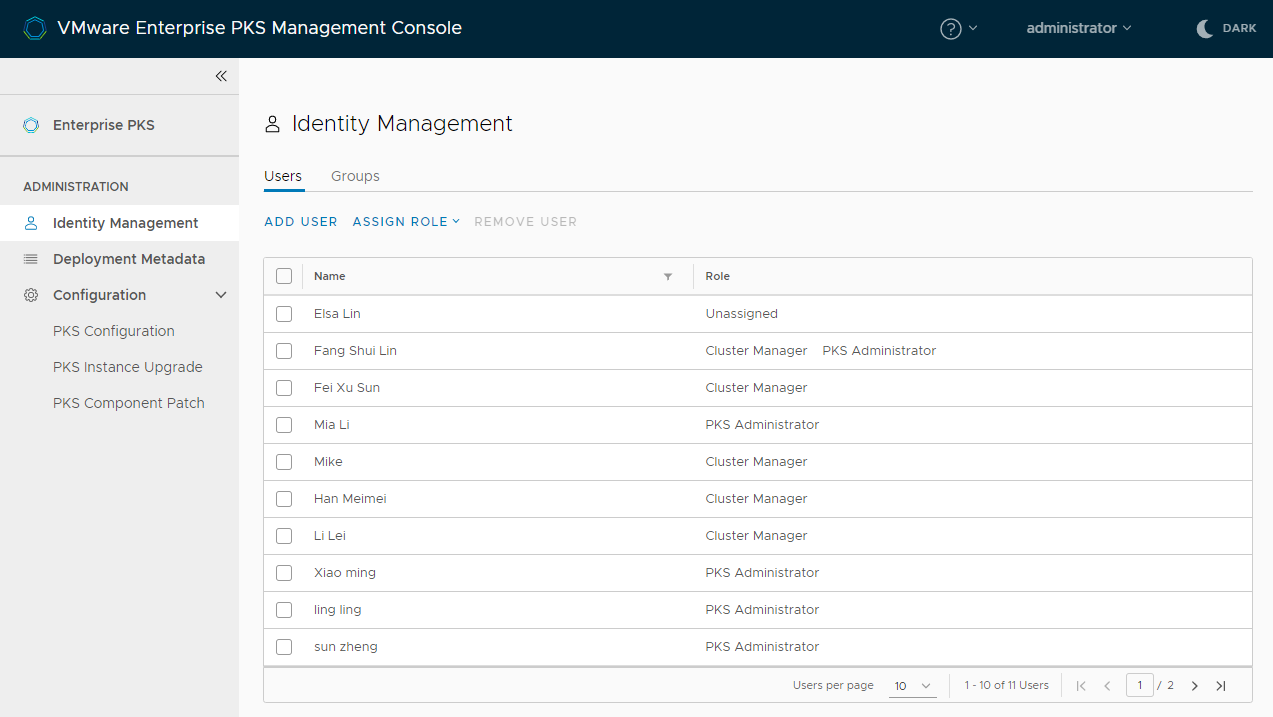 VMware Enterprise PKS Management Console
? administrator DARK
Enterprise PKS
ADMINISTRATION
Identity Management
Deployment Metadata
Configuration
PKS Configuration
PKS Instance Upgrade
PKS Component Patch
Identity Management
Users Groups
ADD USER ASSIGN ROLE REMOVE USER
Name Role
Elsa Lin Unassigned
Fang Shui Lin Cluster Manager PKS Administrator
Fei Xu Sun Cluster Manager
Mia Li PKS Administrator
Mike Cluster Manager
Han Meimei Cluster Manager
Li Lei Cluster Manager
Xiao ming PKS Administrator
ling ling PKS Administrator
sun zheng PKS Administrator
Users per page 10 1 - 10 of 11 Users 1 / 2